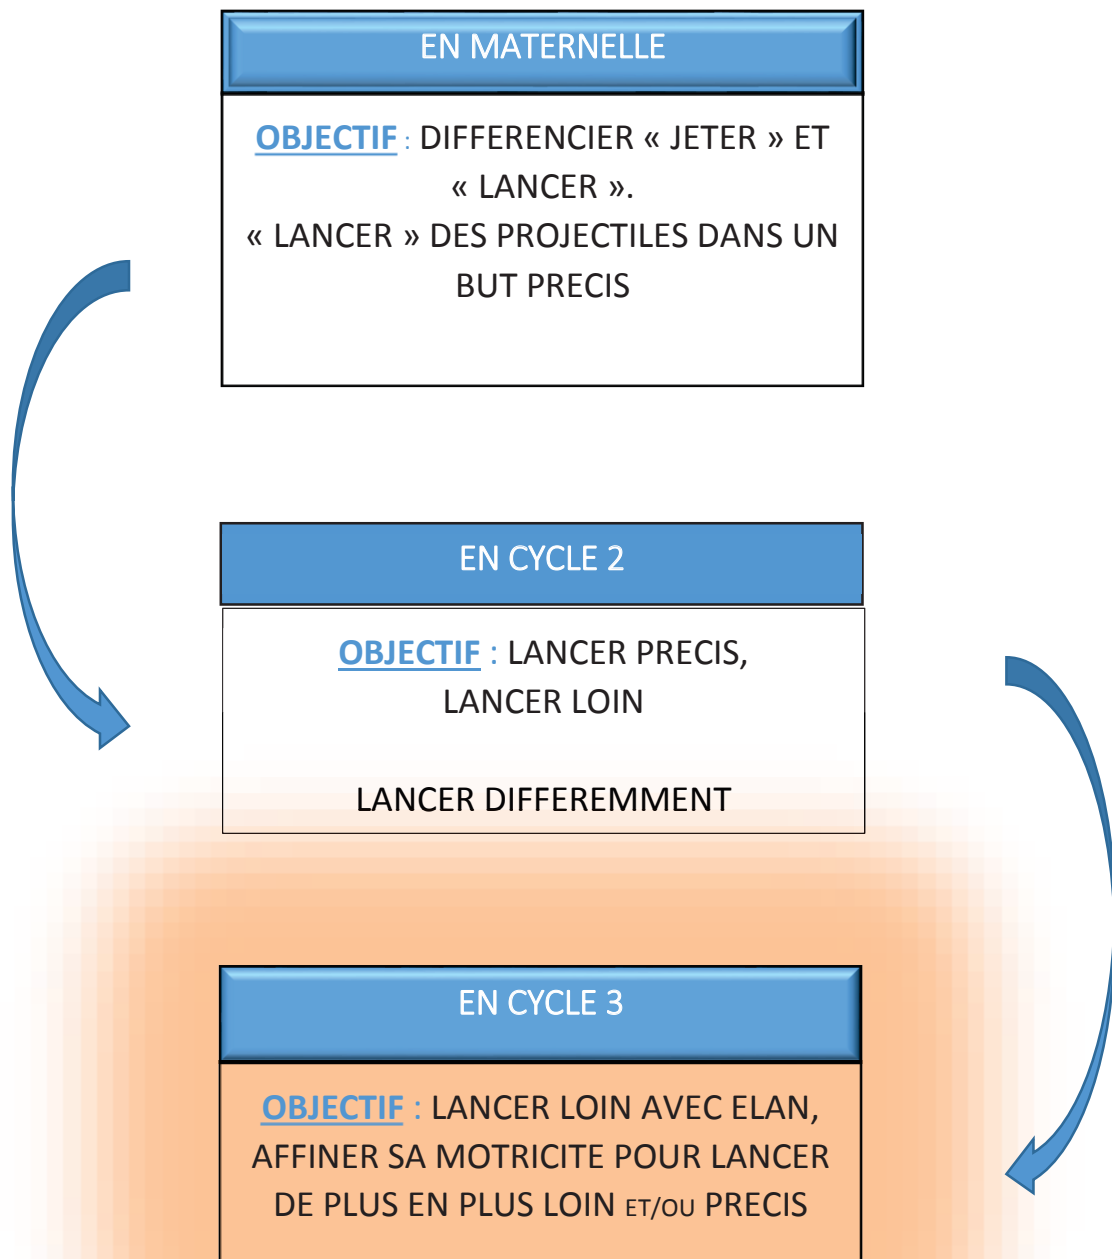 EN MATERNELLE
OBJECTIF : DIFFERENCIER « JETER » ET
« LANCER ».
« LANCER » DES PROJECTILES DANS UN
BUT PRECIS
EN CYCLE 2
OBJECTIF : LANCER PRECIS,
LANCER LOIN
LANCER DIFFEREMMENT
EN CYCLE 3
OBJECTIF : LANCER LOIN AVEC ELAN,
AFFINER SA MOTRICITE POUR LANCER
DE PLUS EN PLUS LOIN ET/OU PRECIS